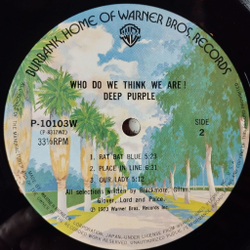 BURBANK, HOME OF WARNER BROS. RECORDS
WHO DO WE THINK WE ARE!
DEEP PURPLE
P-10103W
33⅓RPM
SIDE
2
1. RAT BAT BLUE 5:23
2. PLACE IN LINE 6:31
3. OUR LADY 5:12
All selections written by Blackmore, Gillan,
Glover, Lord and Paice.
℗ 1973 Warner Bros. Records Inc.